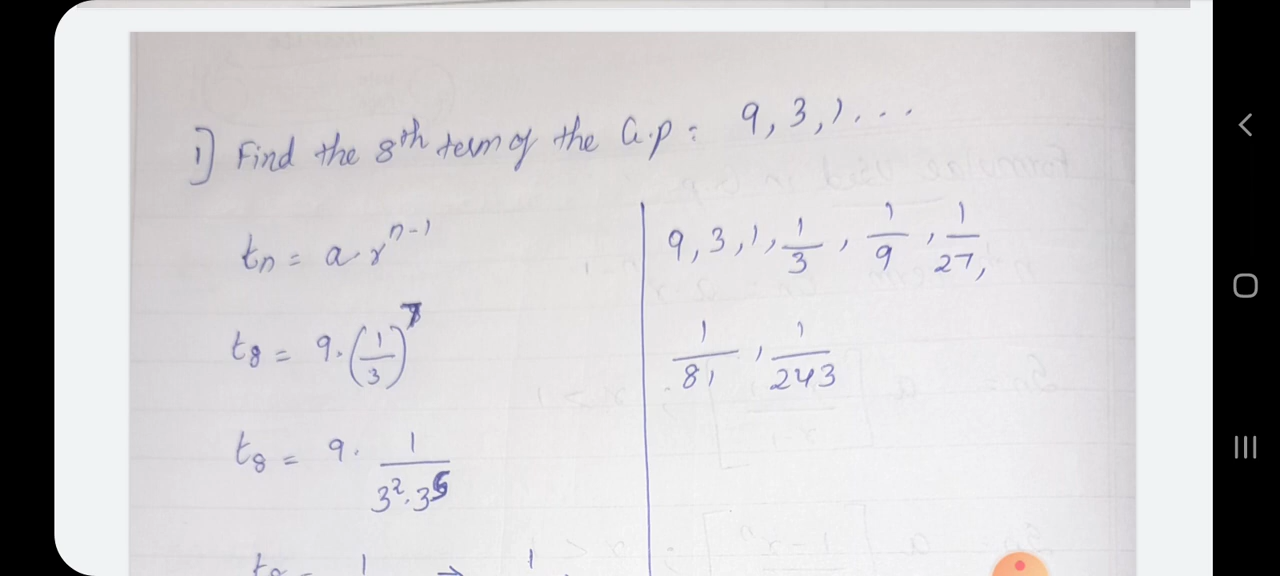 1] Find the 8th term of the G.p = 9, 3, 1...
tn = a·r^(n-1)
t8 = 9·(1/3)^7
t8 = 9· 1/(3^2·3^5)
9, 3, 1, 1/3, 1/9, 1/27,
1/81, 1/243